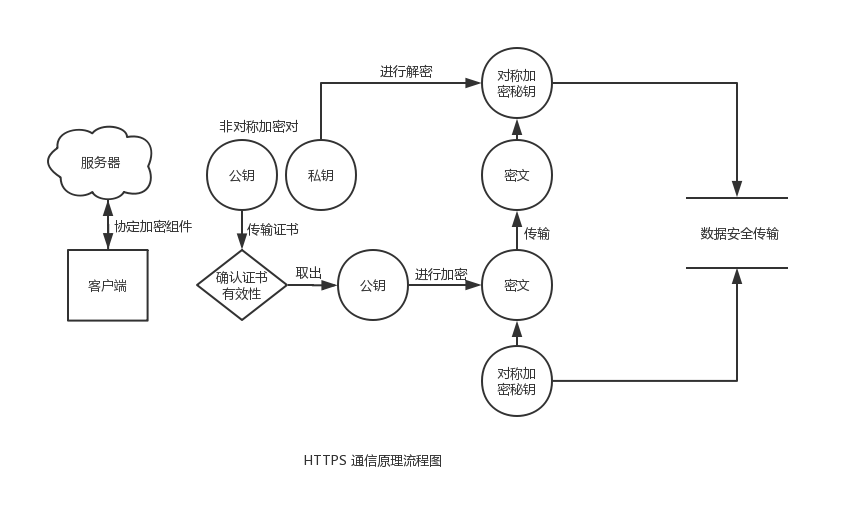 进行解密
对称加
密秘钥
非对称加密对
服务器
公钥
私钥
密文
协定加密组件
传输证书
传输
数据安全传输
客户端
确认证书
有效性
取出
公钥
进行加密
密文
对称加
密秘钥
HTTPS 通信原理流程图